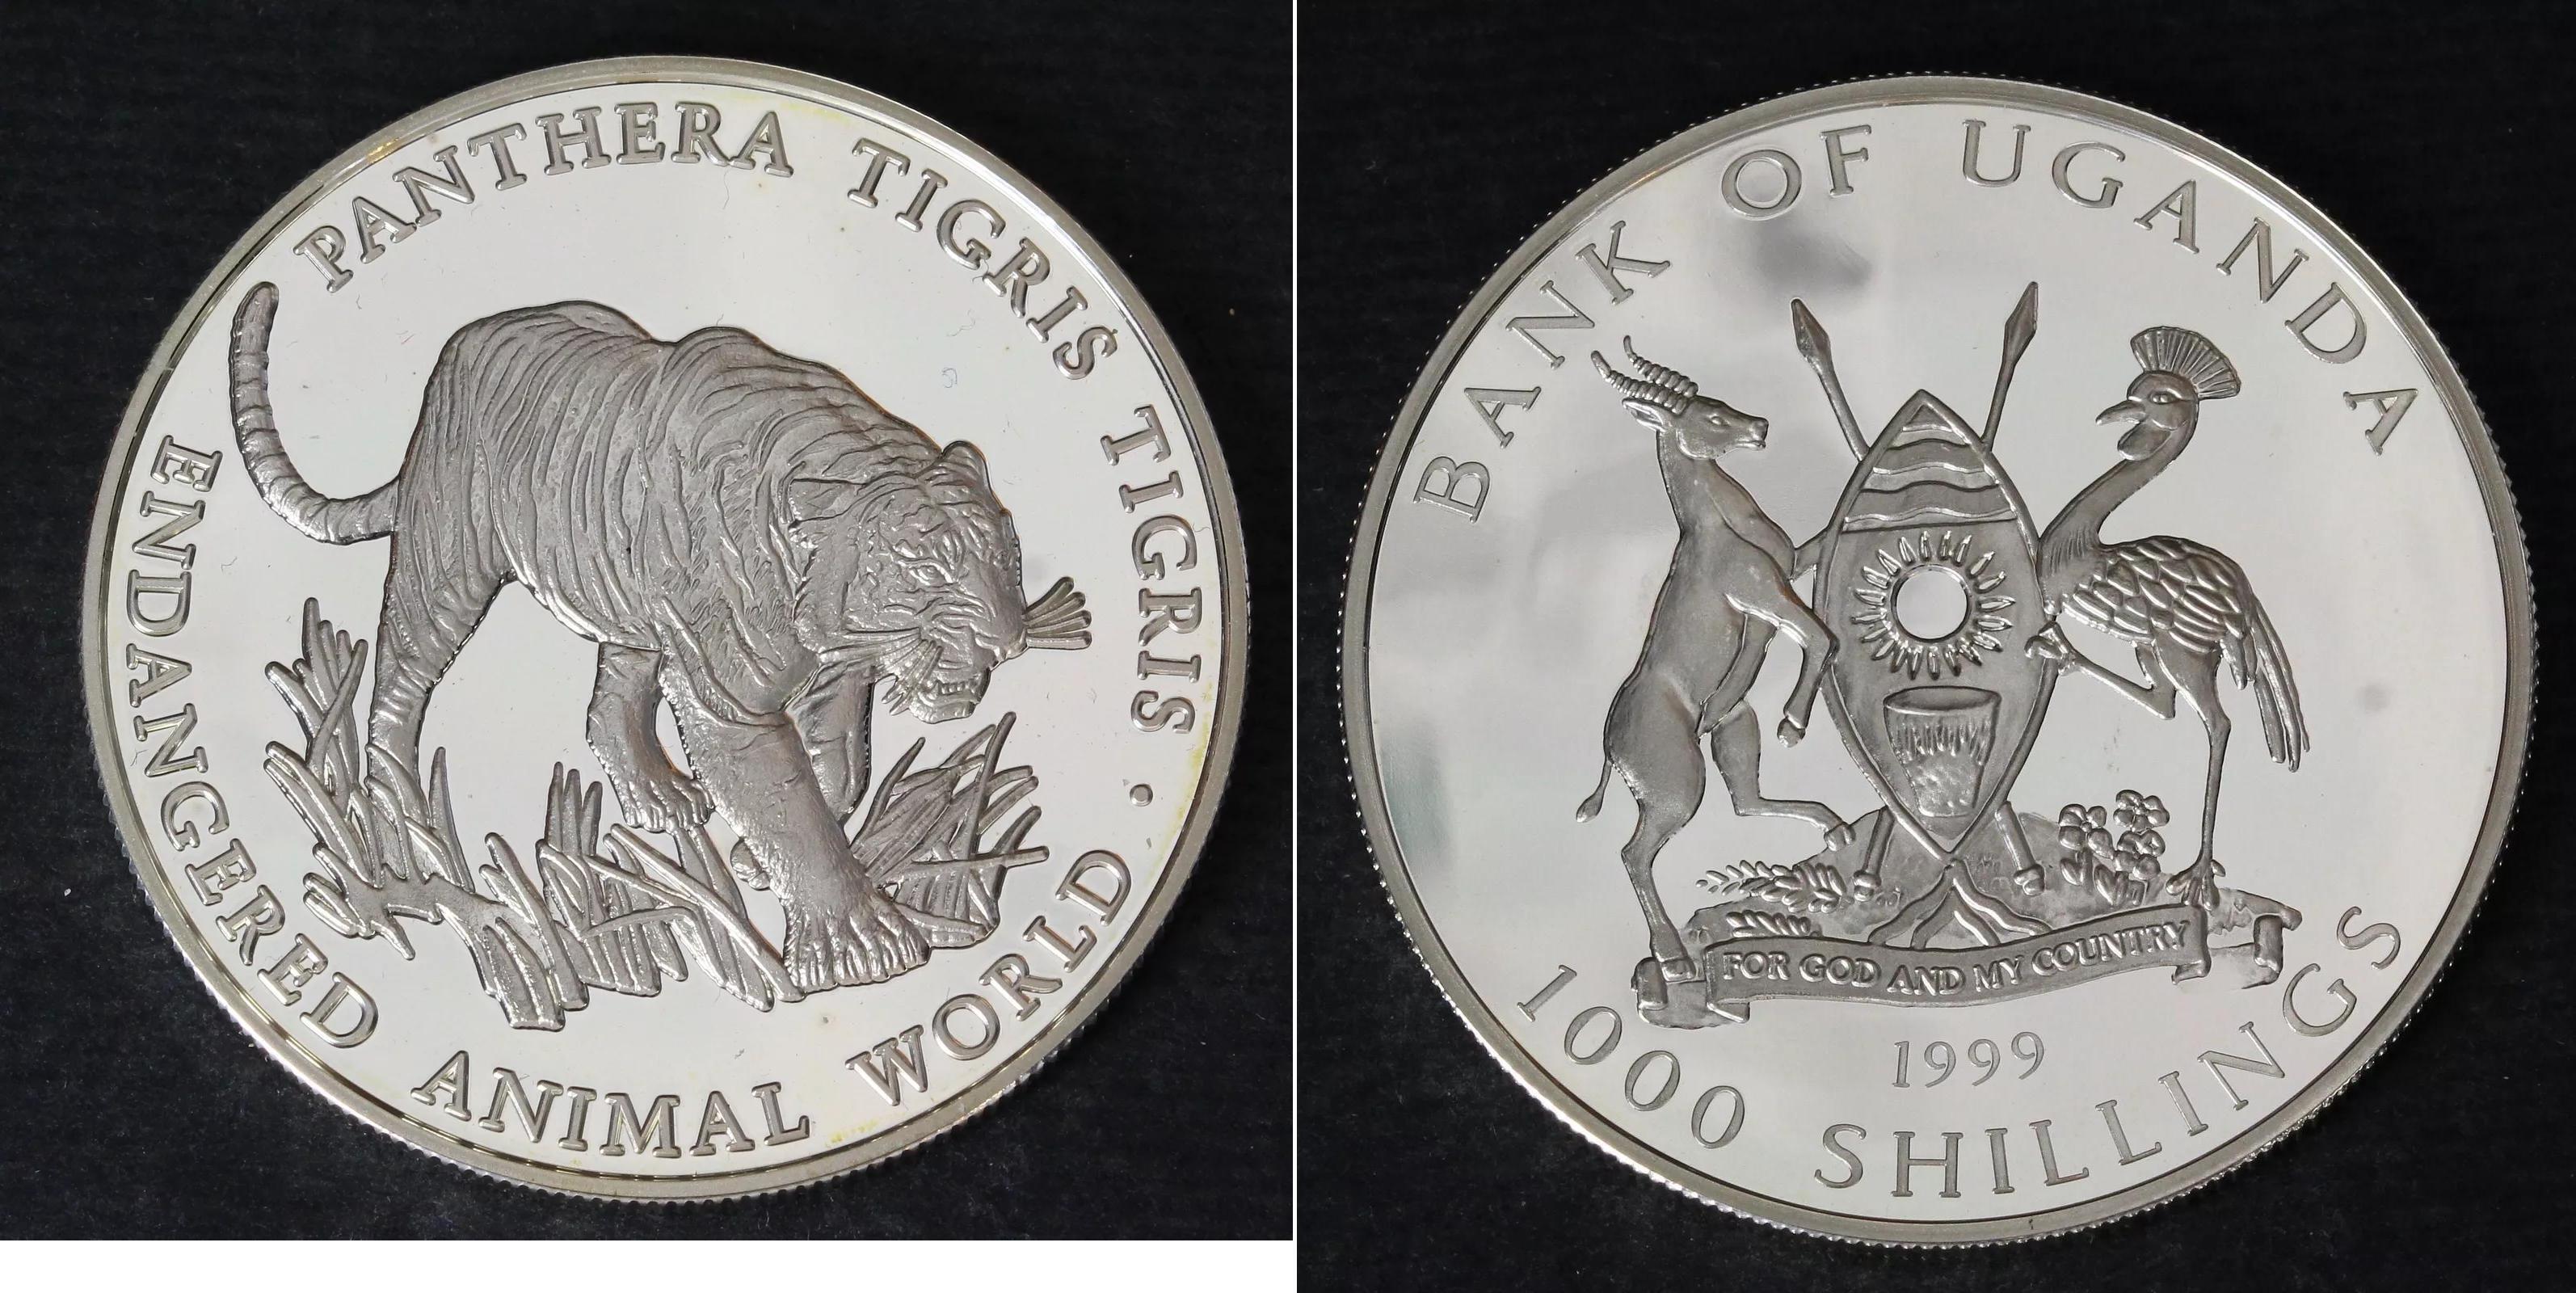 PANTHERA TIGRIS TIGRIS •
ENDANGERED ANIMAL WORLD
BANK OF UGANDA
FOR GOD AND MY COUNTRY
1999
1000 SHILLINGS